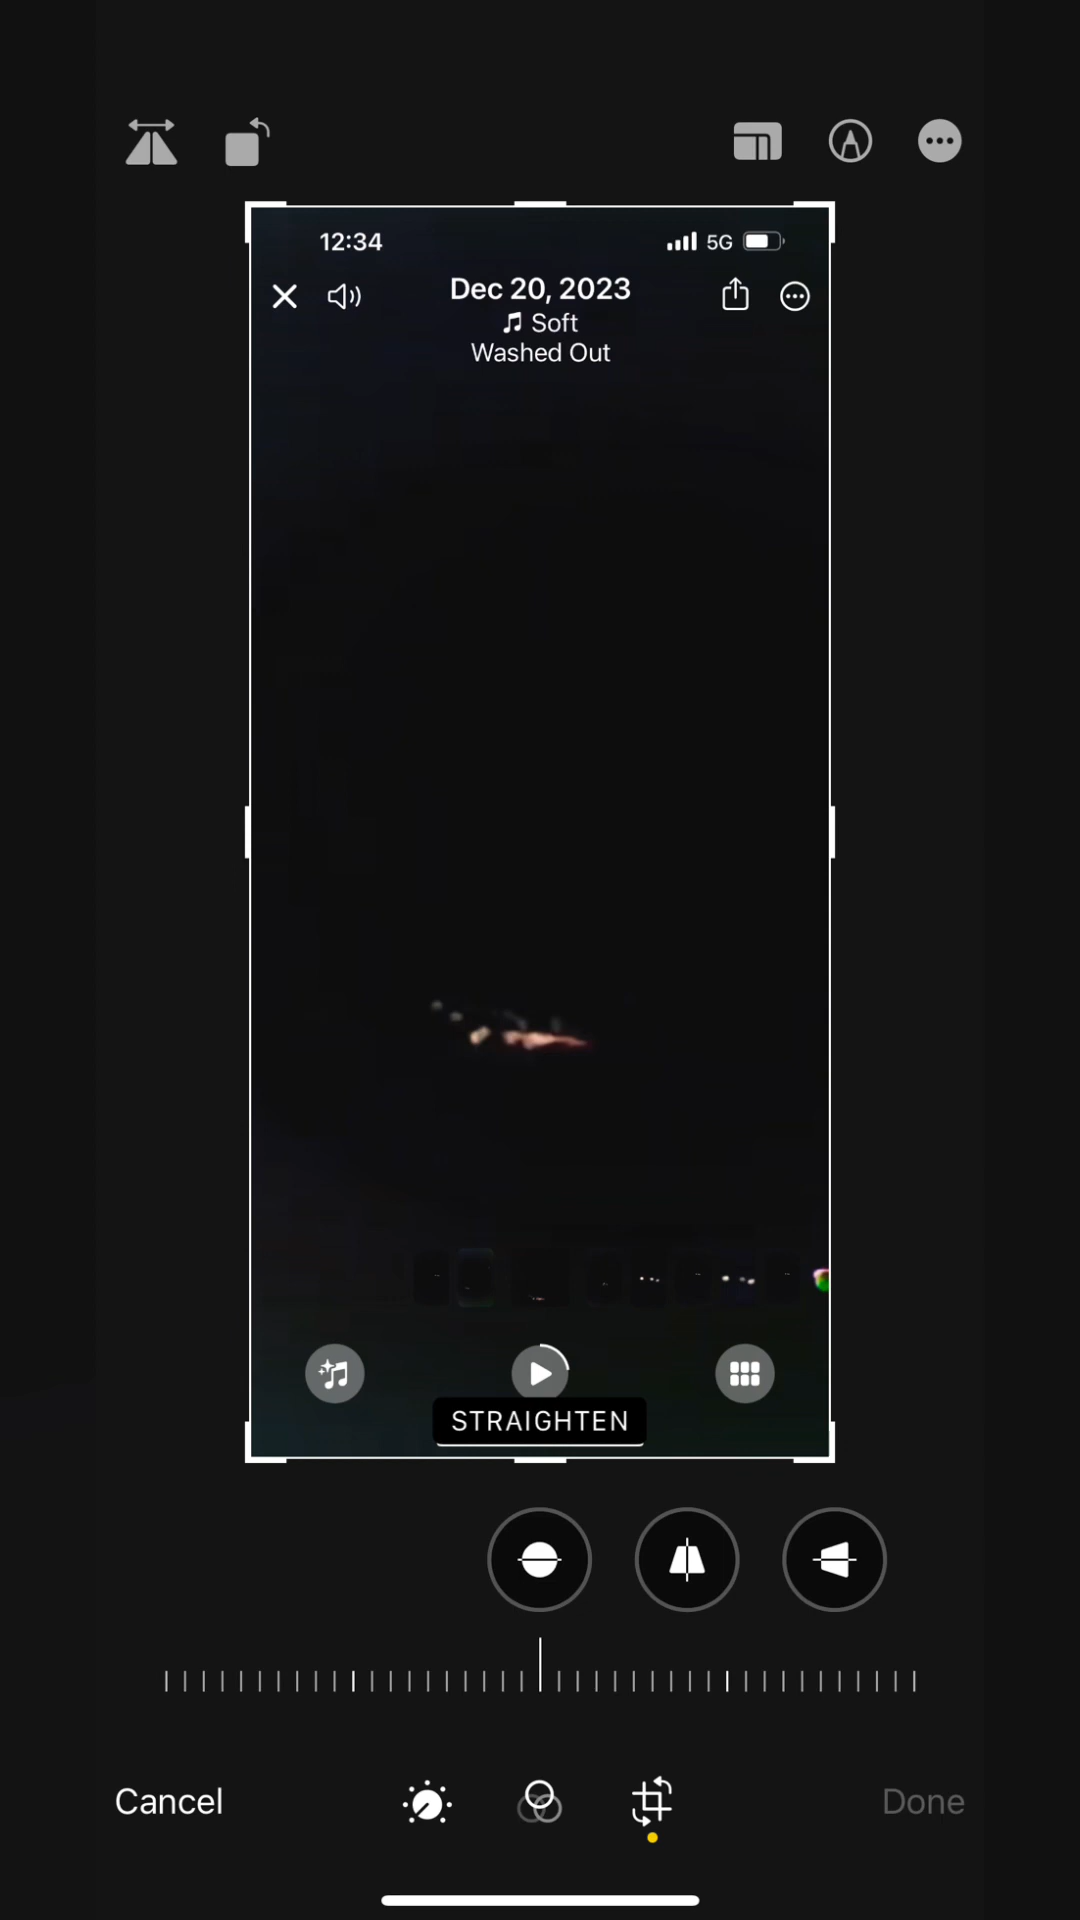 12:34
5G
Dec 20, 2023
Soft
Washed Out
STRAIGHTEN
Cancel
Done